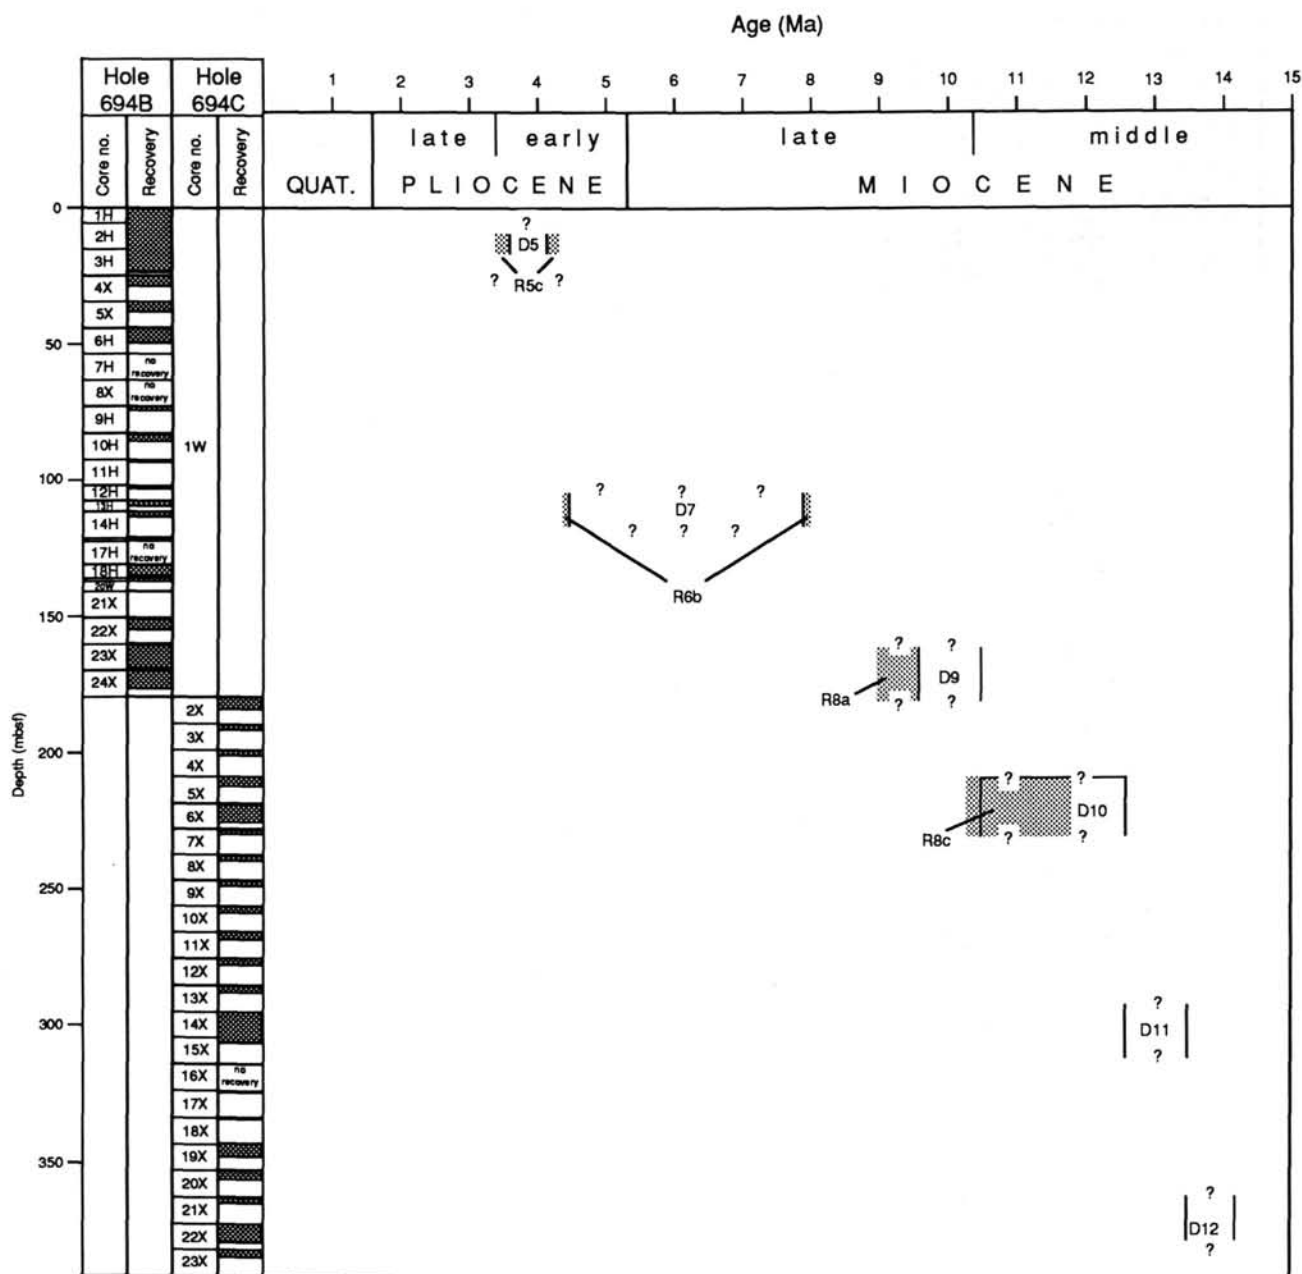 Age (Ma)
Hole 694B
Hole 694C
1 2 3 4 5 6 7 8 9 10 11 12 13 14 15
Core no.
Recovery
Core no.
Recovery
late early late middle
QUAT. PLIOCENE MIOCENE
Depth (mbsf)
0
50
100
150
200
250
300
350
1H
2H
3H
4X
5X
6H
7H no recovery
8X no recovery
9H
10H
11H
12H
13H
14H
17H no recovery
18H
20W
21X
22X
23X
24X
1W
2X
3X
4X
5X
6X
7X
8X
9X
10X
11X
12X
13X
14X
15X
16X no recovery
17X
18X
19X
20X
21X
22X
23X
?
D5
? R5c ?
? ? ?
D7
? ? ?
R6b
? ?
D9
R8a
? ?
? ?
D10
R8c
? ?
?
D11
?
?
D12
?